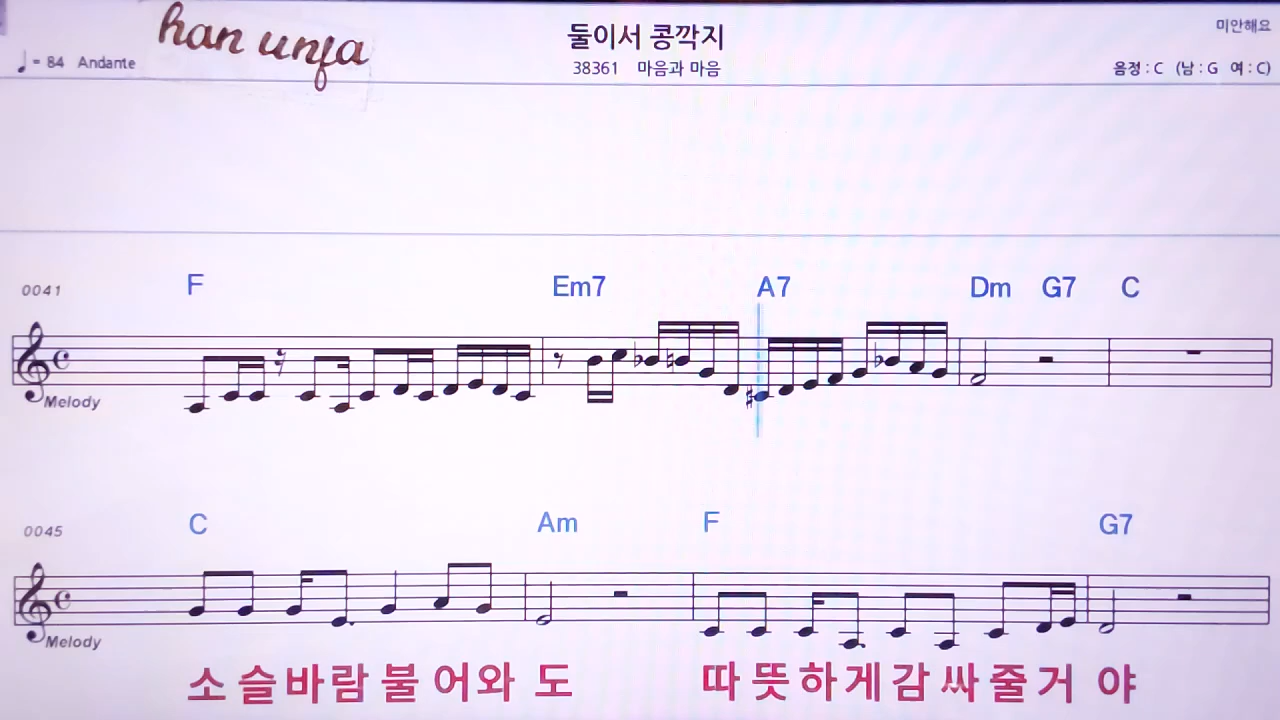 han unja
둘이서 콩깍지
미안해요
♩ = 84 Andante
38361 마음과 마음
음정 : C (남 : G 여 : C)
F Em7 A7 Dm G7 C
0041
Melody
C Am F G7
0045
Melody
소슬바람불어와도 따뜻하게감싸줄거야